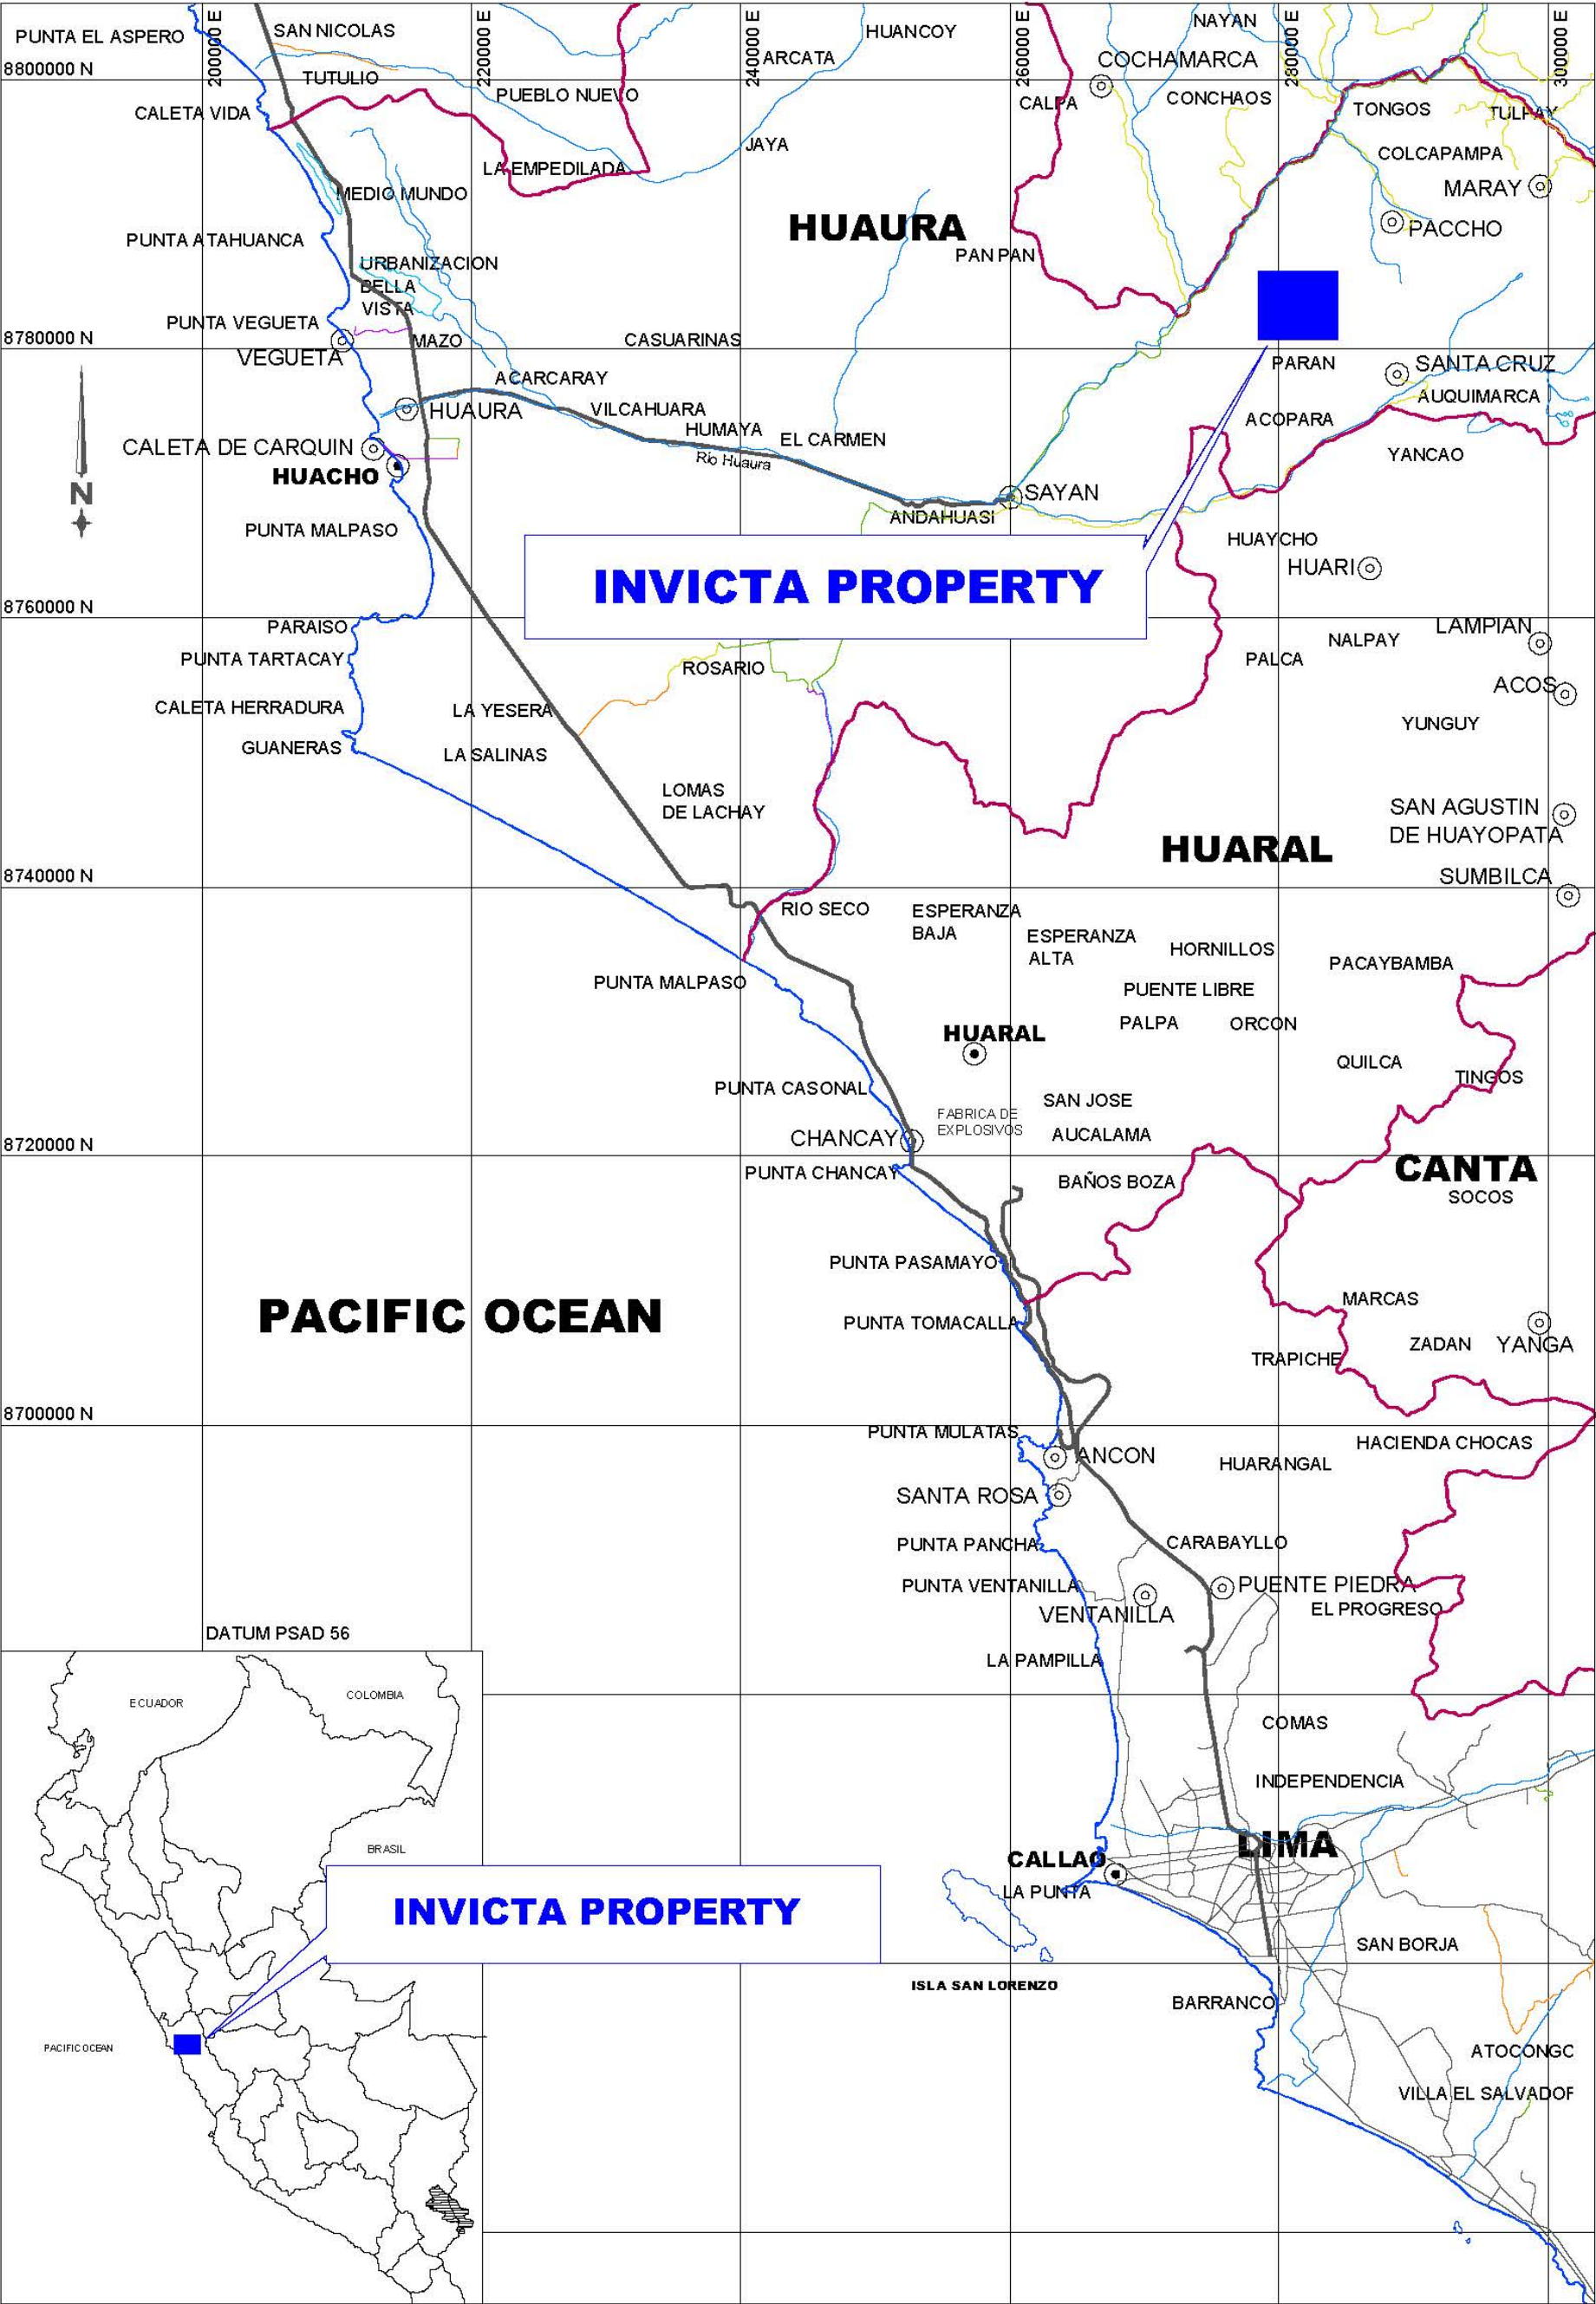 PUNTA EL ASPERO
200000 E
SAN NICOLAS
220000 E
240000 E
ARCATA
HUANCOY
260000 E
NAYAN
280000 E
300000 E
8800000 N
TUTULIO
PUEBLO NUEVO
COCHAMARCA
CALPA
CONCHAOS
TONGOS
TULPAY
CALETA VIDA
JAYA
COLCAPAMPA
LA EMPEDILADA
MARAY
MEDIO MUNDO
HUAURA
PACCHO
PUNTA ATAHUANCA
PAN PAN
URBANIZACION
BELLA
VISTA
PUNTA VEGUETA
8780000 N
MAZO
CASUARINAS
VEGUETA
PARAN
SANTA CRUZ
ACARCARAY
AUQUIMARCA
HUAURA
VILCAHUARA
HUMAYA
EL CARMEN
ACOPARA
CALETA DE CARQUIN
Río Huaura
YANCAO
HUACHO
N
SAYAN
ANDAHUASI
PUNTA MALPASO
HUAYCHO
HUARI
INVICTA PROPERTY
8760000 N
PARAISO
LAMPIAN
NALPAY
PUNTA TARTACAY
ROSARIO
PALCA
ACOS
CALETA HERRADURA
LA YESERA
YUNGUY
GUANERAS
LA SALINAS
LOMAS
DE LACHAY
SAN AGUSTIN
DE HUAYOPATA
HUARAL
8740000 N
SUMBILCA
RIO SECO
ESPERANZA
BAJA
ESPERANZA
ALTA
HORNILLOS
PACAYBAMBA
PUNTA MALPASO
PUENTE LIBRE
PALPA
ORCON
HUARAL
QUILCA
TINGOS
PUNTA CASONAL
SAN JOSE
FABRICA DE
EXPLOSIVOS
8720000 N
CHANCAY
AUCALAMA
PUNTA CHANCAY
BAÑOS BOZA
CANTA
SOCOS
PUNTA PASAMAYO
PACIFIC OCEAN
MARCAS
PUNTA TOMACALLA
ZADAN
YANGA
TRAPICHE
8700000 N
PUNTA MULATAS
HACIENDA CHOCAS
ANCON
HUARANGAL
SANTA ROSA
PUNTA PANCHA
CARABAYLLO
PUNTA VENTANILLA
PUENTE PIEDRA
VENTANILLA
EL PROGRESO
DATUM PSAD 56
LA PAMPILLA
ECUADOR
COLOMBIA
COMAS
INDEPENDENCIA
BRASIL
LIMA
CALLAO
LA PUNTA
INVICTA PROPERTY
SAN BORJA
ISLA SAN LORENZO
BARRANCO
PACIFIC OCEAN
ATOCONGC
VILLA EL SALVADOF